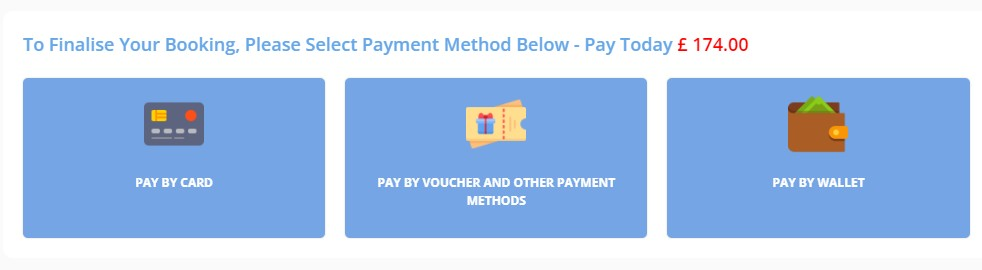 To Finalise Your Booking, Please Select Payment Method Below - Pay Today £ 174.00
PAY BY CARD
PAY BY VOUCHER AND OTHER PAYMENT
METHODS
PAY BY WALLET